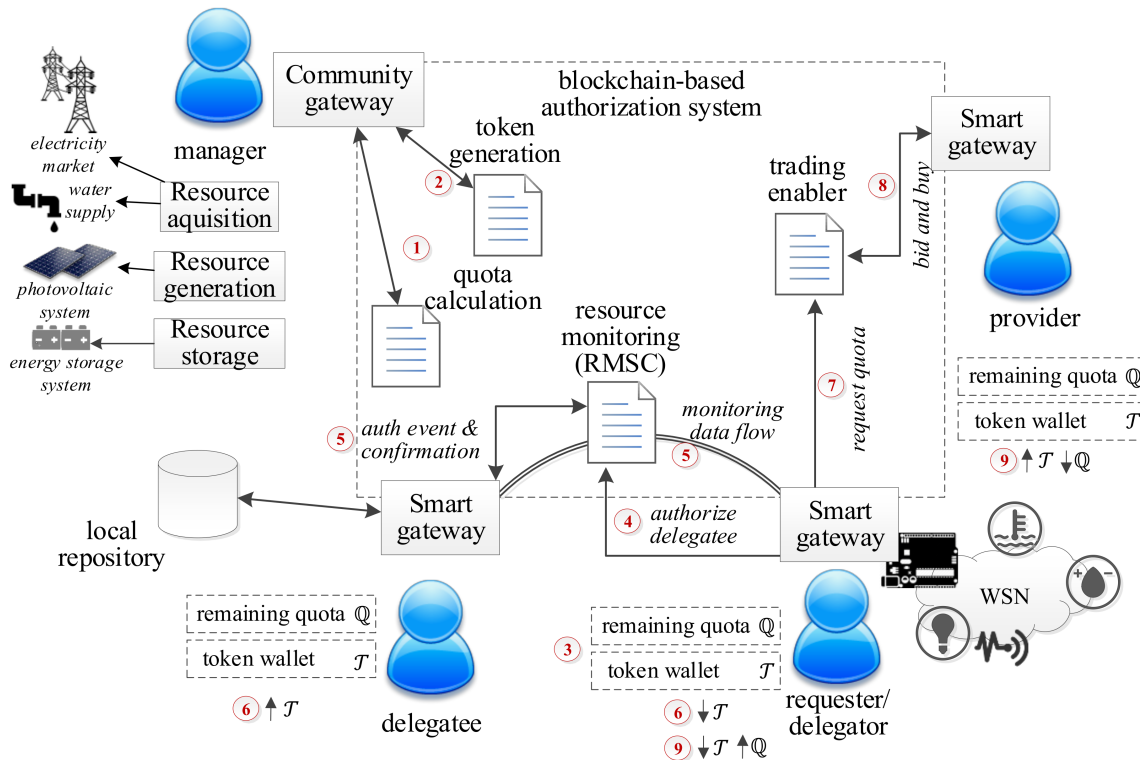 manager
Community
gateway
blockchain-based
authorization system
Smart
gateway
electricity
market
water
supply
Resource
aquisition
photovoltaic
system
Resource
generation
energy storage
system
Resource
storage
token
generation
2
1
quota
calculation
trading
enabler
8
bid and buy
provider
remaining quota ℚ
token wallet 𝒯
9 ↑ 𝒯 ↓ ℚ
resource
monitoring
(RMSC)
7
request quota
5
auth event &
confirmation
monitoring
data flow
5
local
repository
Smart
gateway
4
authorize
delegatee
Smart
gateway
WSN
+ −
remaining quota ℚ
token wallet 𝒯
6 ↑ 𝒯
delegatee
3
remaining quota ℚ
token wallet 𝒯
6 ↓ 𝒯
9 ↓ 𝒯 ↑ ℚ
requester/
delegator